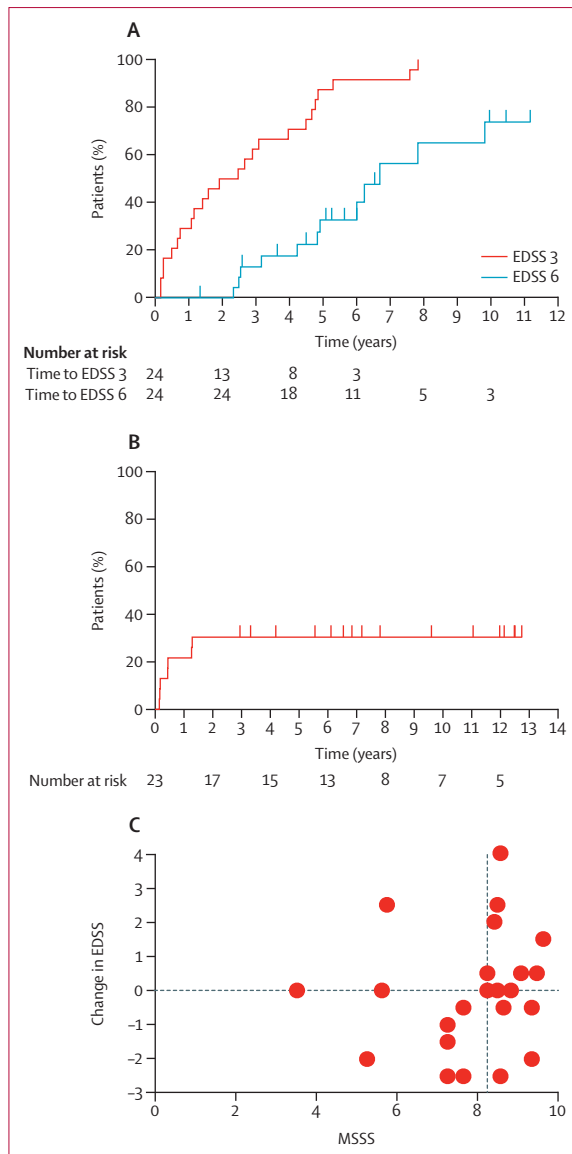 A
100
80
60
40
20
0
Patients (%)
EDSS 3
EDSS 6
0 1 2 3 4 5 6 7 8 9 10 11 12
Time (years)
Number at risk
Time to EDSS 3 24 13 8 3
Time to EDSS 6 24 24 18 11 5 3
B
100
80
60
40
20
0
Patients (%)
0 1 2 3 4 5 6 7 8 9 10 11 12 13 14
Time (years)
Number at risk 23 17 15 13 8 7 5
C
4
3
2
1
0
–1
–2
–3
Change in EDSS
0 2 4 6 8 10
MSSS